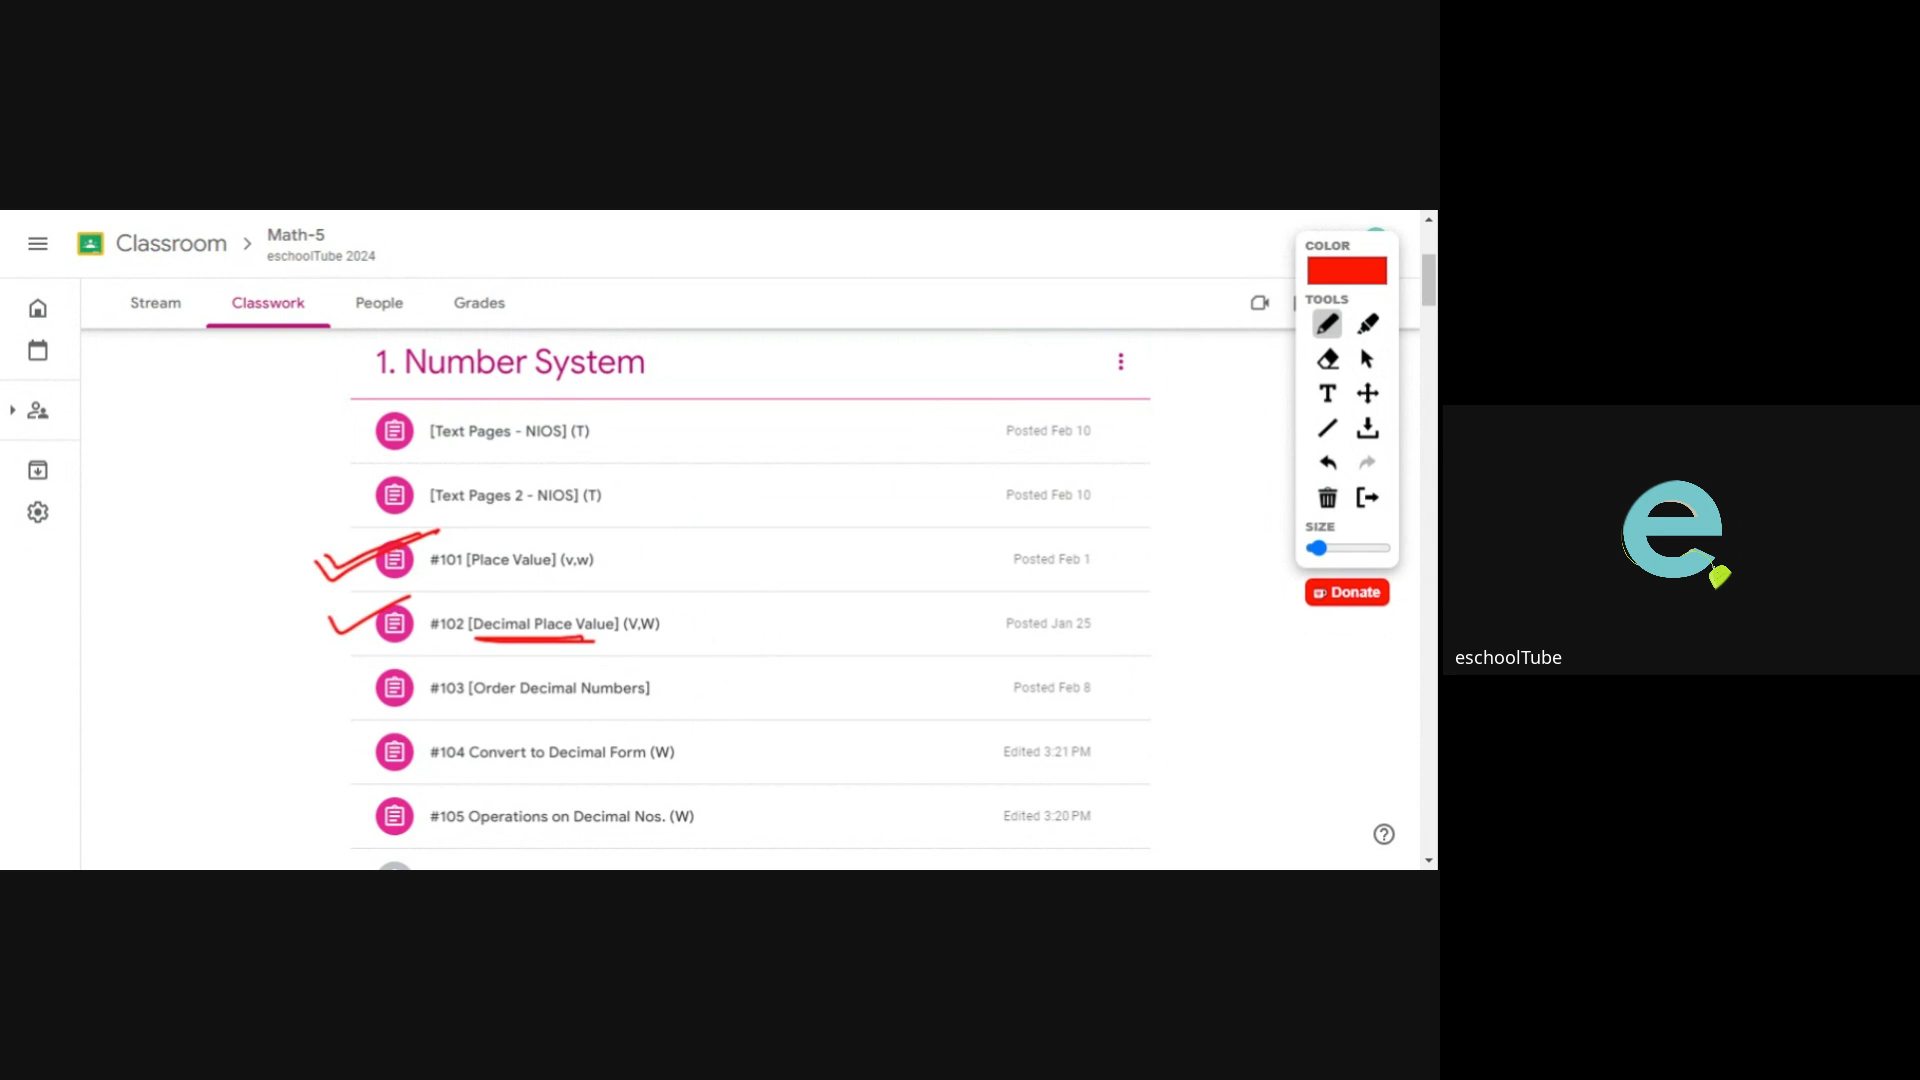 Classroom
Math-5
eschoolTube 2024
Stream
Classwork
People
Grades
1. Number System
[Text Pages - NIOS] (T)
Posted Feb 10
[Text Pages 2 - NIOS] (T)
Posted Feb 10
#101 [Place Value] (v,w)
Posted Feb 1
#102 [Decimal Place Value] (V,W)
Posted Jan 25
#103 [Order Decimal Numbers]
Posted Feb 8
#104 Convert to Decimal Form (W)
Edited 3:21 PM
#105 Operations on Decimal Nos. (W)
Edited 3:20 PM
COLOR
TOOLS
SIZE
Donate
eschoolTube